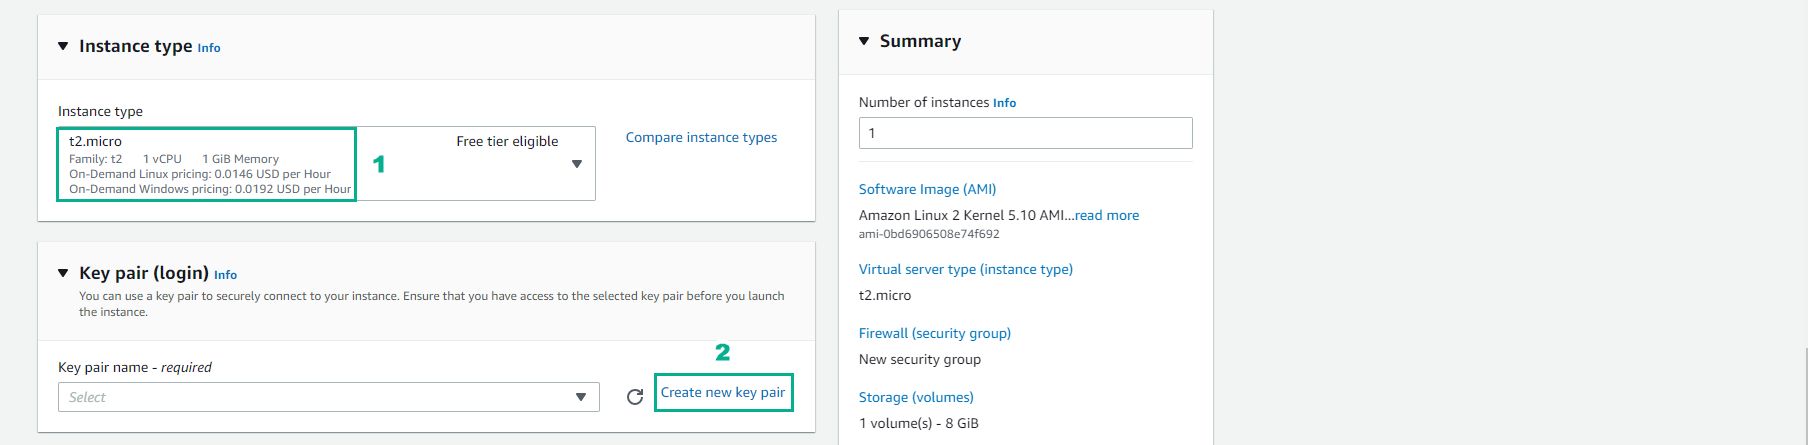 Instance type Info
Instance type
t2.micro Free tier eligible
Family: t2 1 vCPU 1 GiB Memory
On-Demand Linux pricing: 0.0146 USD per Hour
On-Demand Windows pricing: 0.0192 USD per Hour
1
Compare instance types
Key pair (login) Info
You can use a key pair to securely connect to your instance. Ensure that you have access to the selected key pair before you launch
the instance.
2
Key pair name - required
Select
Create new key pair
Summary
Number of instances Info
1
Software Image (AMI)
Amazon Linux 2 Kernel 5.10 AMI...read more
ami-0bd6906508e74f692
Virtual server type (instance type)
t2.micro
Firewall (security group)
New security group
Storage (volumes)
1 volume(s) - 8 GiB